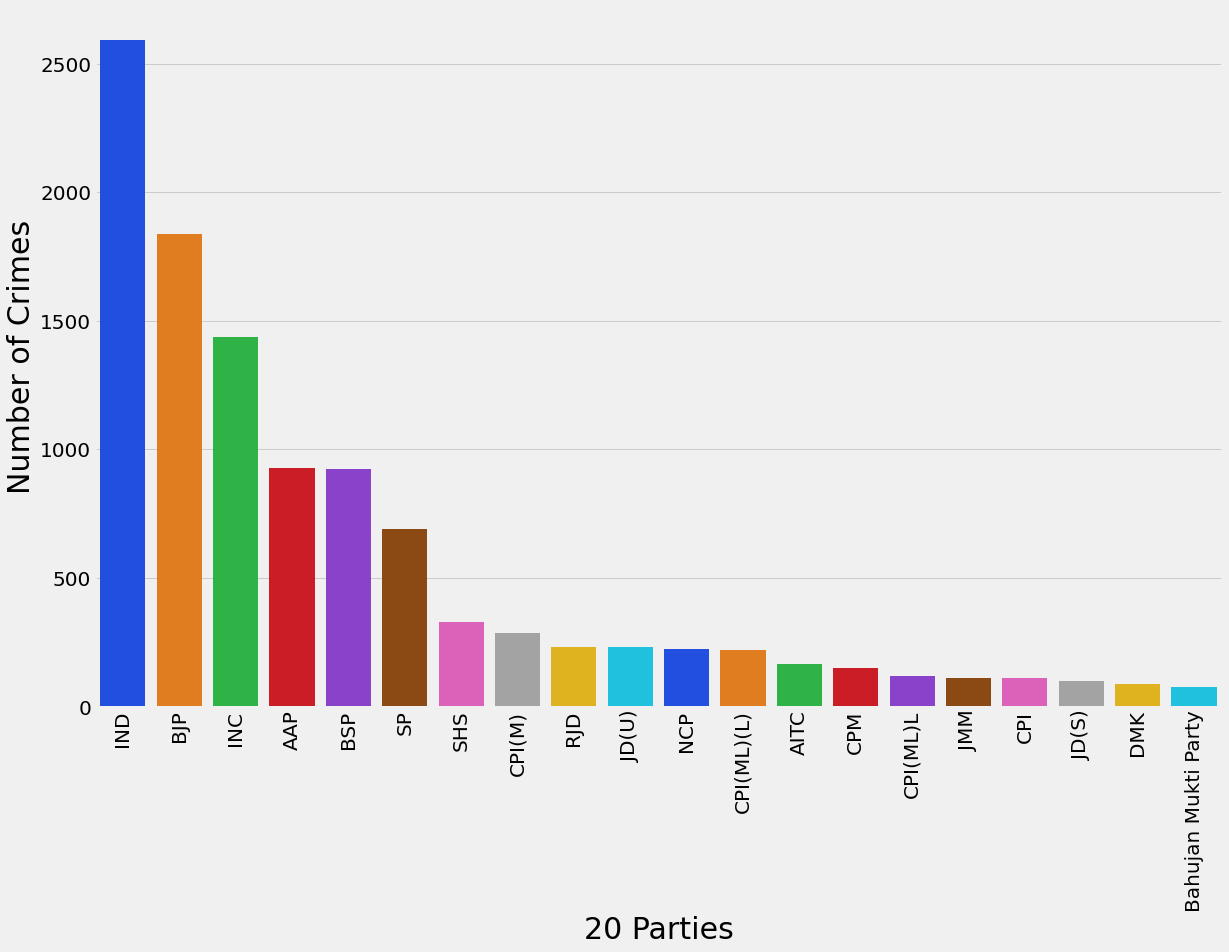 2500
2000
1500
1000
500
0
Number of Crimes
IND
BJP
INC
AAP
BSP
SP
SHS
CPI(M)
RJD
JD(U)
NCP
CPI(ML)(L)
AITC
CPM
CPI(ML)L
JMM
CPI
JD(S)
DMK
Bahujan Mukti Party
20 Parties